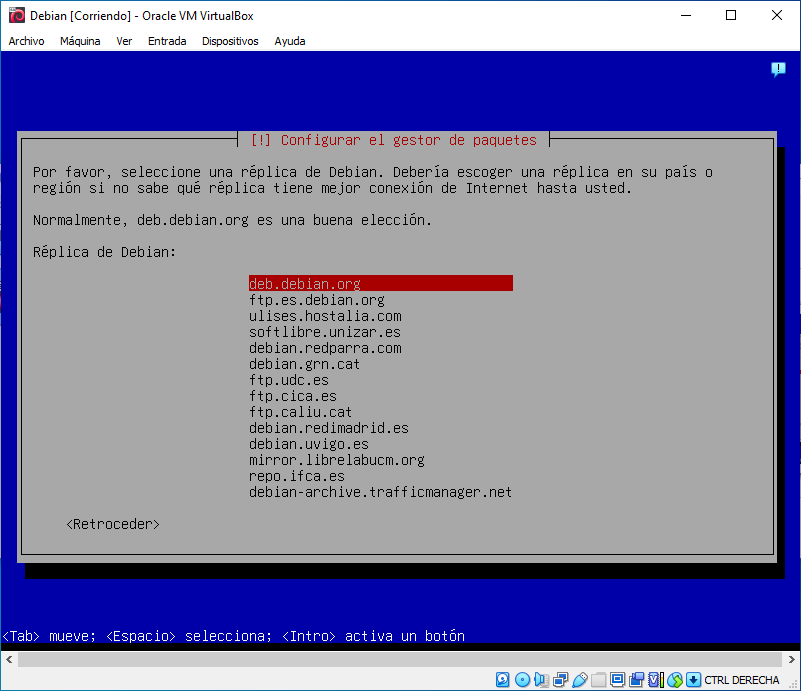 Debian [Corriendo] - Oracle VM VirtualBox
Archivo Máquina Ver Entrada Dispositivos Ayuda
[!] Configurar el gestor de paquetes
Por favor, seleccione una réplica de Debian. Debería escoger una réplica en su país o
región si no sabe qué réplica tiene mejor conexión de Internet hasta usted.
Normalmente, deb.debian.org es una buena elección.
Réplica de Debian:
deb.debian.org
ftp.es.debian.org
ulises.hostalia.com
softlibre.unizar.es
debian.redparra.com
debian.grn.cat
ftp.udc.es
ftp.cica.es
ftp.caliu.cat
debian.redimadrid.es
debian.uvigo.es
mirror.librelabucm.org
repo.ifca.es
debian-archive.trafficmanager.net
<Retroceder>
<Tab> mueve; <Espacio> selecciona; <Intro> activa un botón
CTRL DERECHA